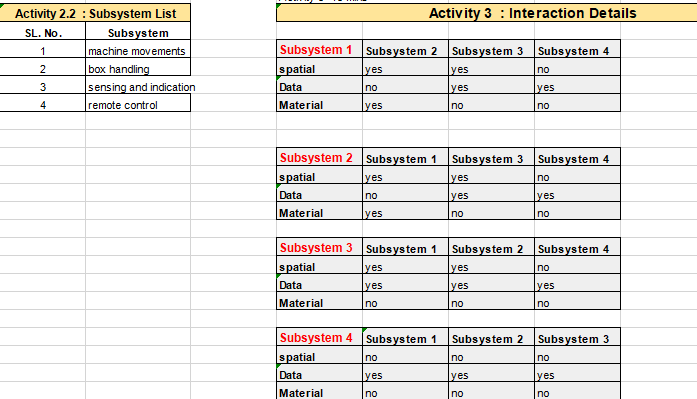 Activity 2.2 : Subsystem List
SL. No. Subsystem
1 machine movements
2 box handling
3 sensing and indication
4 remote control
Activity 3 : Interaction Details
Subsystem 1 Subsystem 2 Subsystem 3 Subsystem 4
spatial yes yes no
Data no yes yes
Material yes no no
Subsystem 2 Subsystem 1 Subsystem 3 Subsystem 4
spatial yes yes no
Data no yes yes
Material yes no no
Subsystem 3 Subsystem 1 Subsystem 2 Subsystem 4
spatial yes yes no
Data yes yes yes
Material no no no
Subsystem 4 Subsystem 1 Subsystem 2 Subsystem 3
spatial no no no
Data yes yes yes
Material no no no